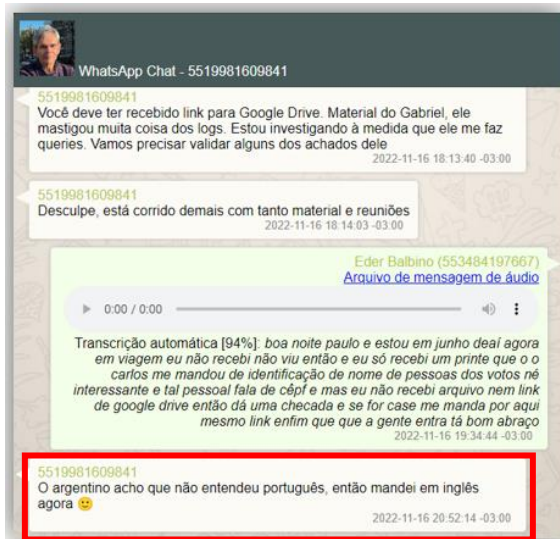 WhatsApp Chat - 5519981609841
5519981609841
Você deve ter recebido link para Google Drive. Material do Gabriel, ele
mastigou muita coisa dos logs. Estou investigando à medida que ele me faz
queries. Vamos precisar validar alguns dos achados dele
2022-11-16 18:13:40 -03:00
5519981609841
Desculpe, está corrido demais com tanto material e reuniões
2022-11-16 18:14:03 -03:00
Eder Balbino (553484197667)
Arquivo de mensagem de áudio
0:00 / 0:00
Transcrição automática [94%]: boa noite paulo e estou em junho deaí agora
em viagem eu não recebi não viu então e eu só recebi um printe que o o
carlos me mandou de identificação de nome de pessoas dos votos né
interessante e tal pessoal fala de cêpf e mas eu não recebi arquivo nem link
de google drive então dá uma checada e se for case me manda por aqui
mesmo link enfim que que a gente entra tá bom abraço
2022-11-16 19:34:44 -03:00
5519981609841
O argentino acho que não entendeu português, então mandei em inglês
agora 🙂
2022-11-16 20:52:14 -03:00